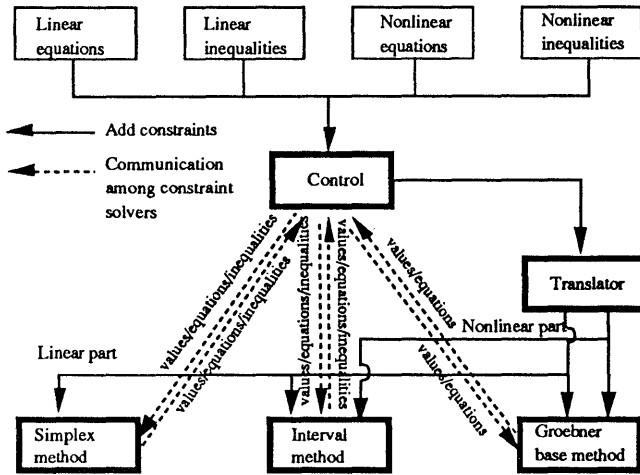 Linear
equations
Linear
inequalities
Nonlinear
equations
Nonlinear
inequalities
Add constraints
Communication
among constraint
solvers
Control
Translator
values/equations/inequalities
values/equations/inequalities
values/equations/inequalities
values/equations/inequalities
values/equations
values/equations
Nonlinear part
Linear part
Simplex
method
Interval
method
Groebner
base method